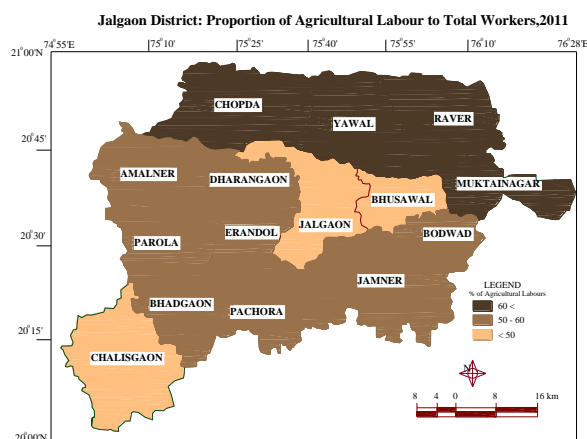 Jalgaon District: Proportion of Agricultural Labour to Total Workers,2011
74°55'E 75°10' 75°25' 75°40' 75°55' 76°10' 76°28'E
21°00'N
CHOPDA
YAWAL
RAVER
20°45'
AMALNER
DHARANGAON
MUKTAINAGAR
BHUSAWAL
JALGAON
ERANDOL
BODWAD
PAROLA
20°30'
JAMNER
LEGEND
% of Agricultural Labours
60 <
50 - 60
< 50
BHADGAON
PACHORA
20°15'
CHALISGAON
N
8 4 0 8 16 km
20°00'N